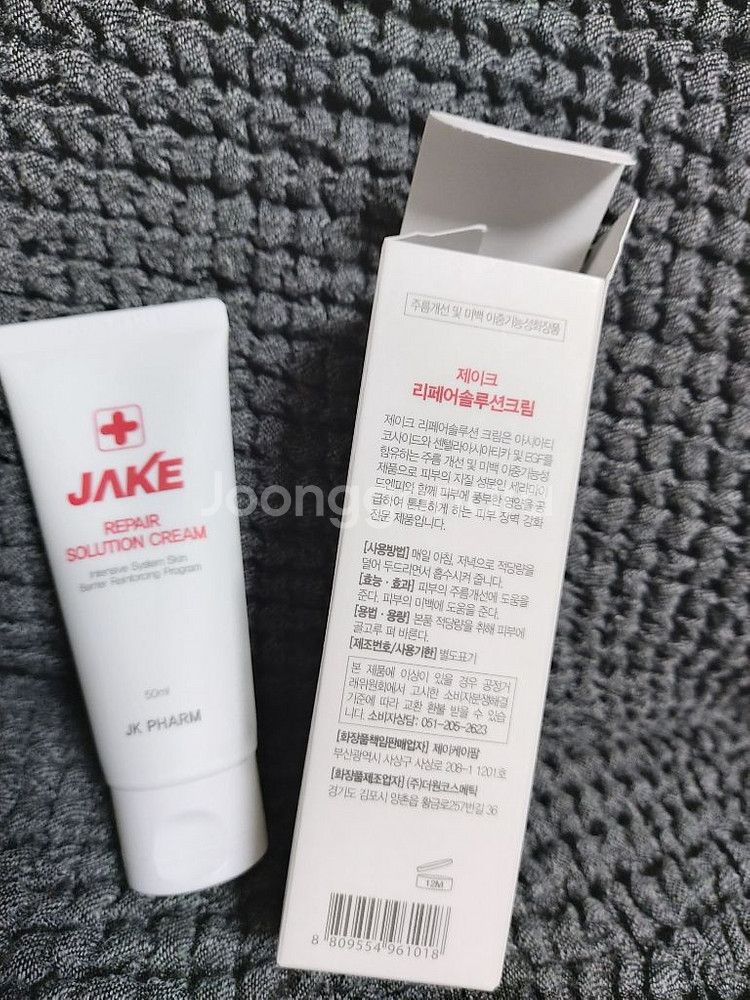 JAKE
REPAIR
SOLUTION CREAM
Intensive System Skin
Barrier Reinforcing Program
50ml
JK PHARM
주름개선 및 미백 이중기능성화장품
제이크
리페어솔루션크림
제이크 리페어솔루션 크림은 아시아티
코사이드와 센텔라아시아티카 및 EGF를
함유하는 주름 개선 및 미백 이중기능성
제품으로 피부의 지질 성분인 세라마이
드엔피와 함께 피부에 풍부한 영양을 공
급하여 튼튼하게 하는 피부 장벽 강화
전문 제품입니다.
[사용방법] 매일 아침, 저녁으로 적당량을
덜어 두드리면서 흡수시켜 줍니다.
[효능·효과] 피부의 주름개선에 도움을
준다. 피부의 미백에 도움을 준다.
[용법·용량] 본품 적당량을 취해 피부에
골고루 펴 바른다.
[제조번호/사용기한] 별도표기
본 제품에 이상이 있을 경우 공정거
래위원회에서 고시한 소비자분쟁해결
기준에 따라 교환 환불 받을 수 있습
니다. 소비자상담: 051-205-2623
[화장품책임판매업자] 제이케이팜
부산광역시 사상구 사상로 208-1 1201호
[화장품제조업자] (주)더원코스메틱
경기도 김포시 양촌읍 황금로257번길 36
12M
8 809554 961018